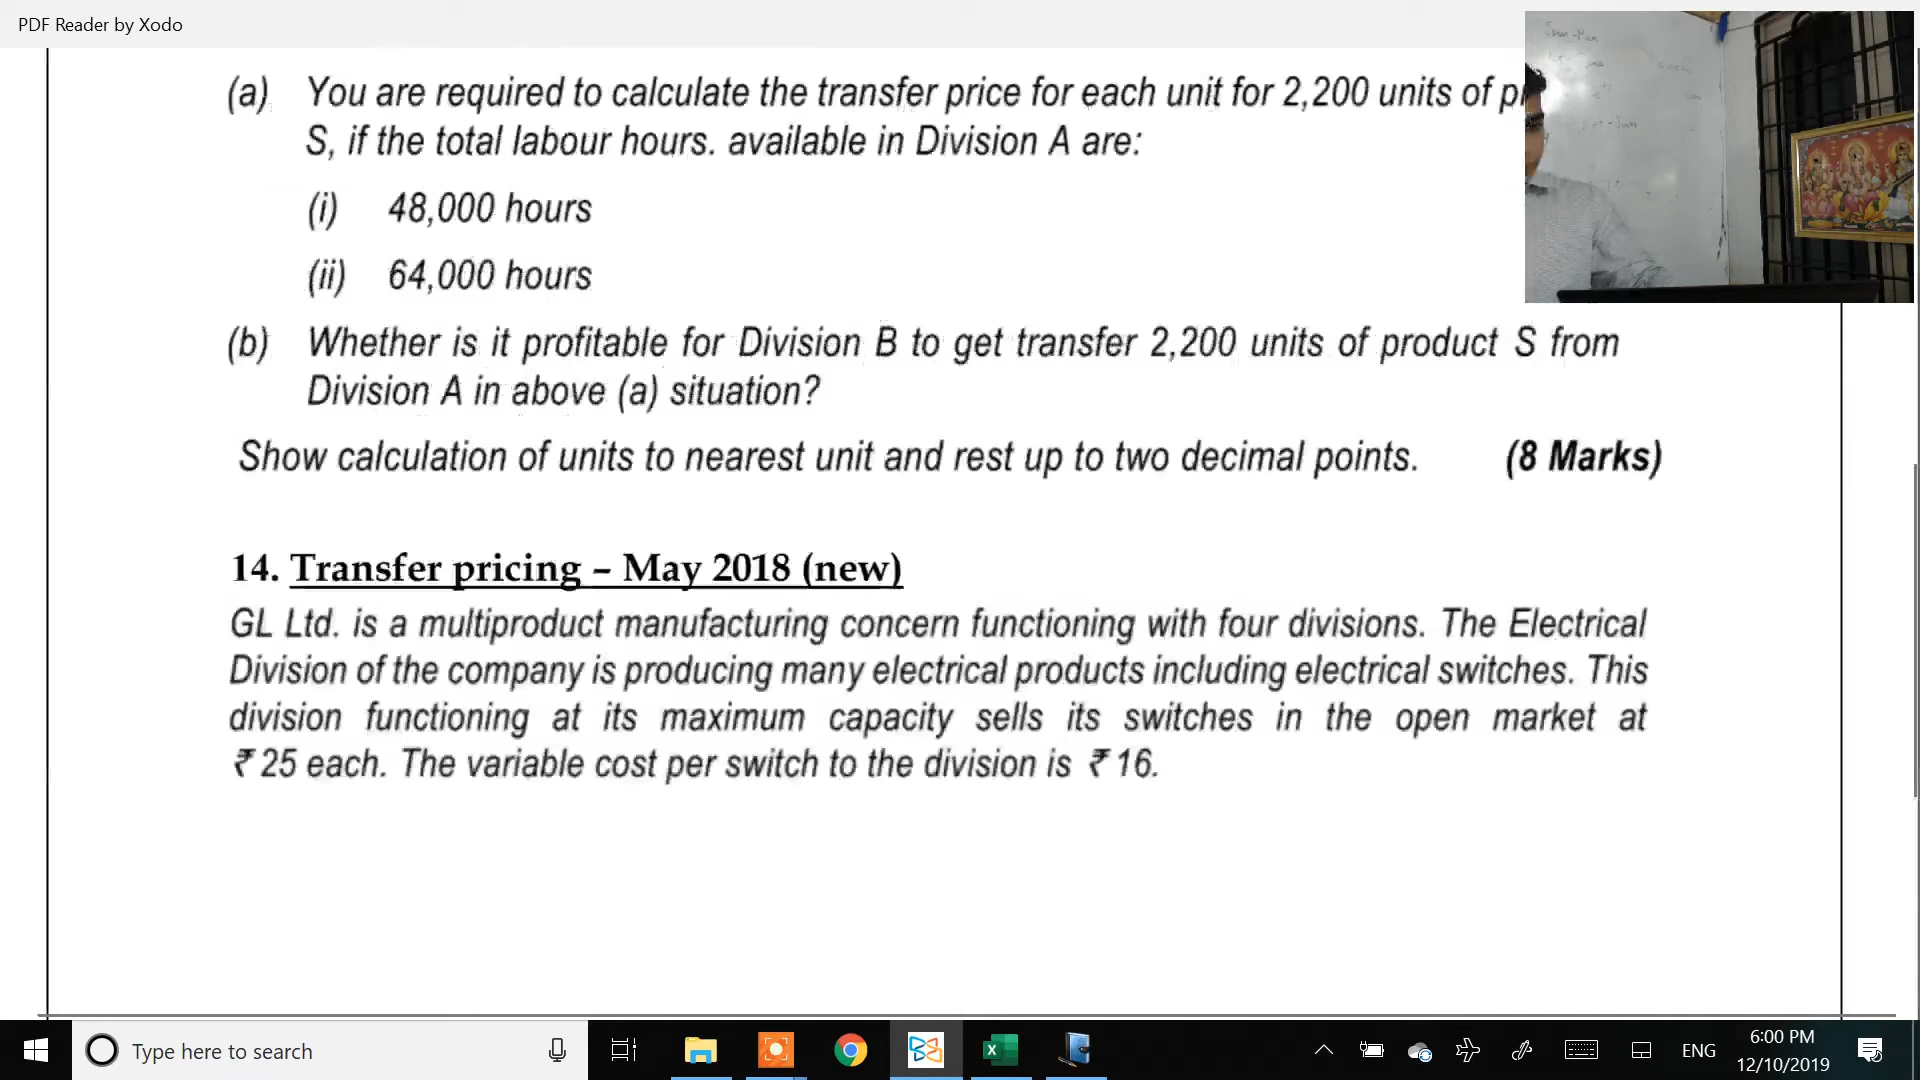 PDF Reader by Xodo
(a) You are required to calculate the transfer price for each unit for 2,200 units of
S, if the total labour hours. available in Division A are:
(i) 48,000 hours
(ii) 64,000 hours
(b) Whether is it profitable for Division B to get transfer 2,200 units of product S from
Division A in above (a) situation?
Show calculation of units to nearest unit and rest up to two decimal points. (8 Marks)
14. Transfer pricing – May 2018 (new)
GL Ltd. is a multiproduct manufacturing concern functioning with four divisions. The Electrical
Division of the company is producing many electrical products including electrical switches. This
division functioning at its maximum capacity sells its switches in the open market at
₹ 25 each. The variable cost per switch to the division is ₹ 16.
Type here to search
ENG
6:00 PM
12/10/2019